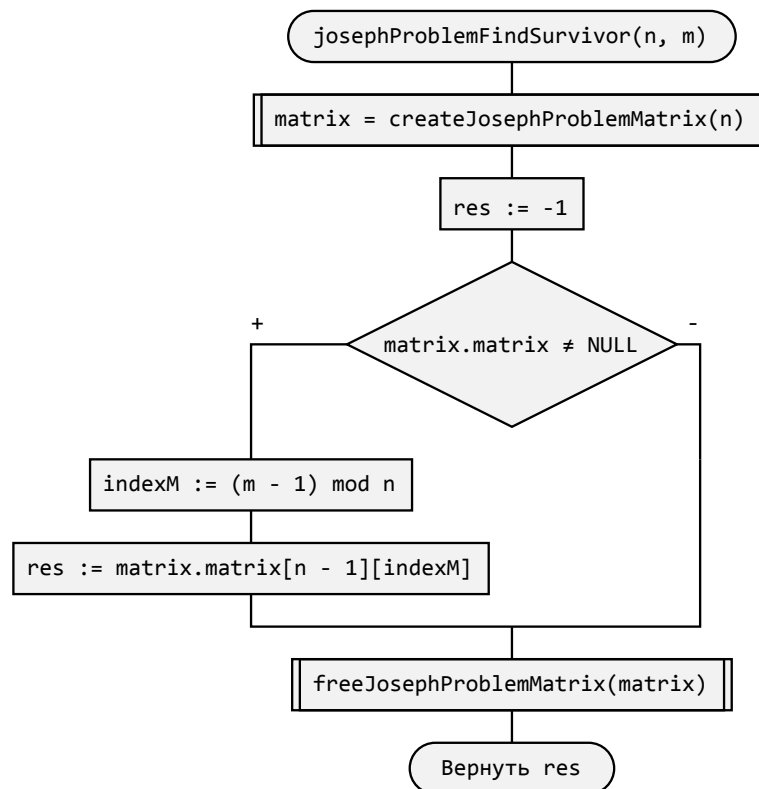 josephProblemFindSurvivor(n, m)
matrix = createJosephProblemMatrix(n)
res := -1
+
-
matrix.matrix ≠ NULL
indexM := (m - 1) mod n
res := matrix.matrix[n - 1][indexM]
freeJosephProblemMatrix(matrix)
Вернуть res